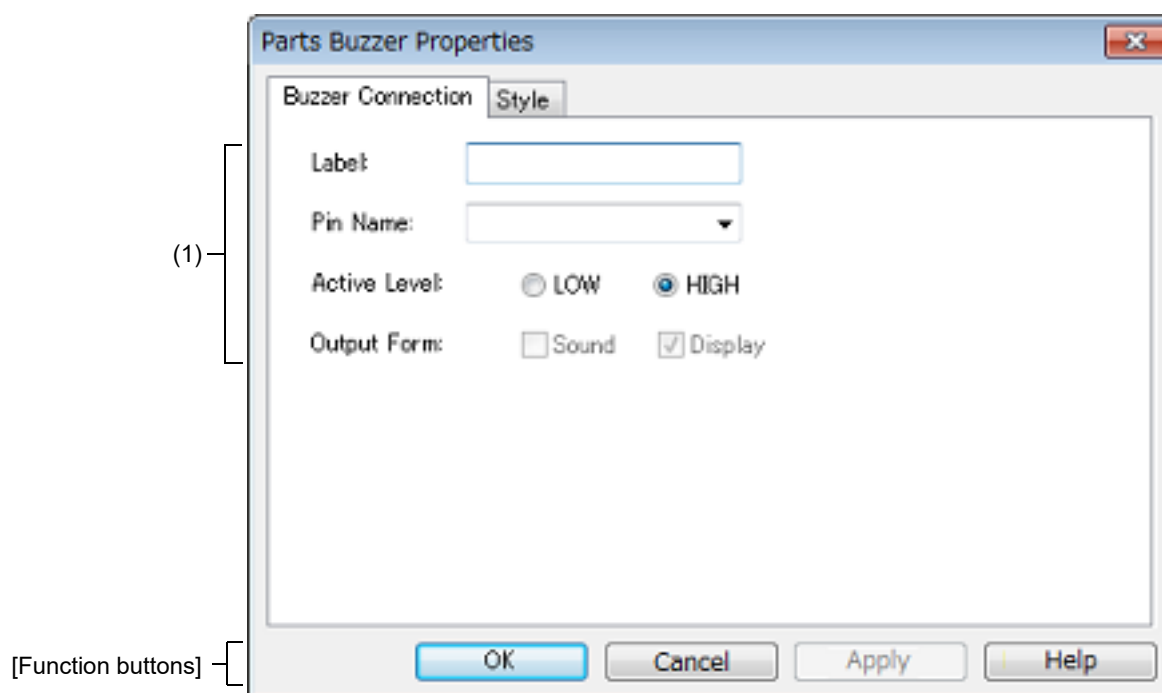 Parts Buzzer Properties
Buzzer Connection Style
Label:
Pin Name:
(1)
Active Level: LOW HIGH
Output Form: Sound Display
[Function buttons] OK Cancel Apply Help